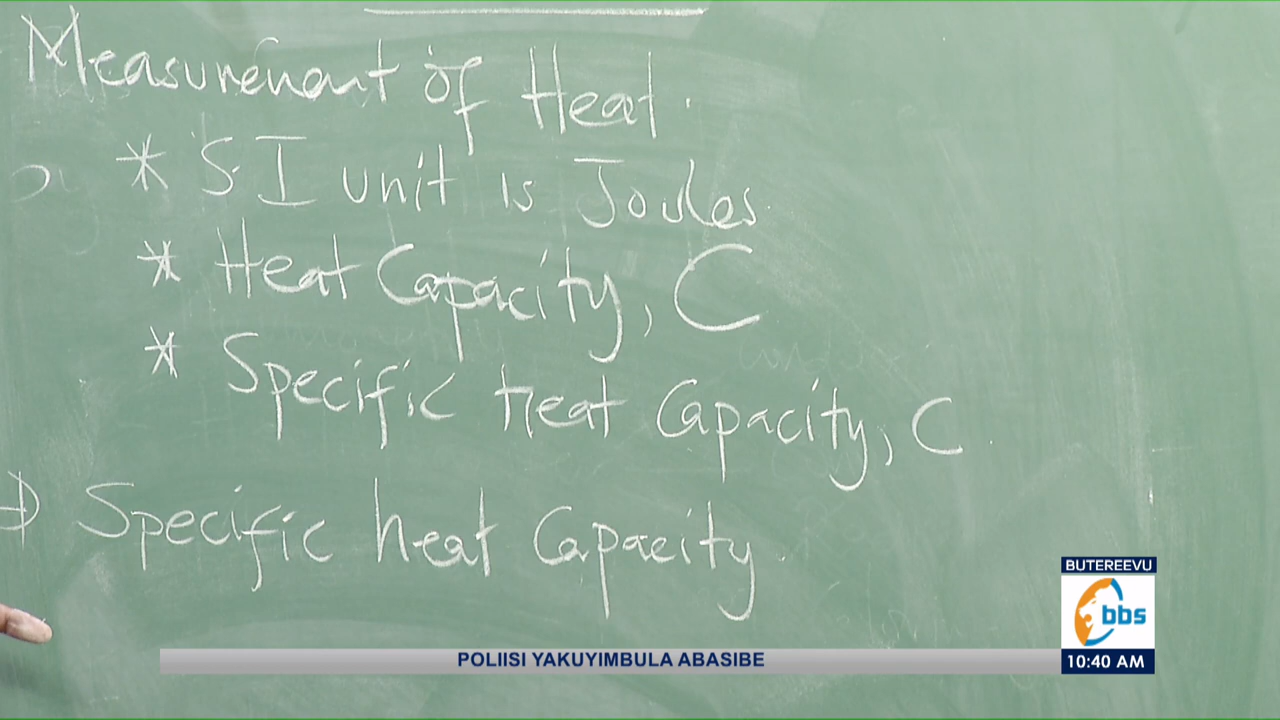 Measurement of Heat.
* S.I unit is Joules.
* Heat Capacity, C
* Specific heat Capacity, C.
Specific heat Capacity.
BUTEREEVU
bbs
POLIISI YAKUYIMBULA ABASIBE
10:40 AM